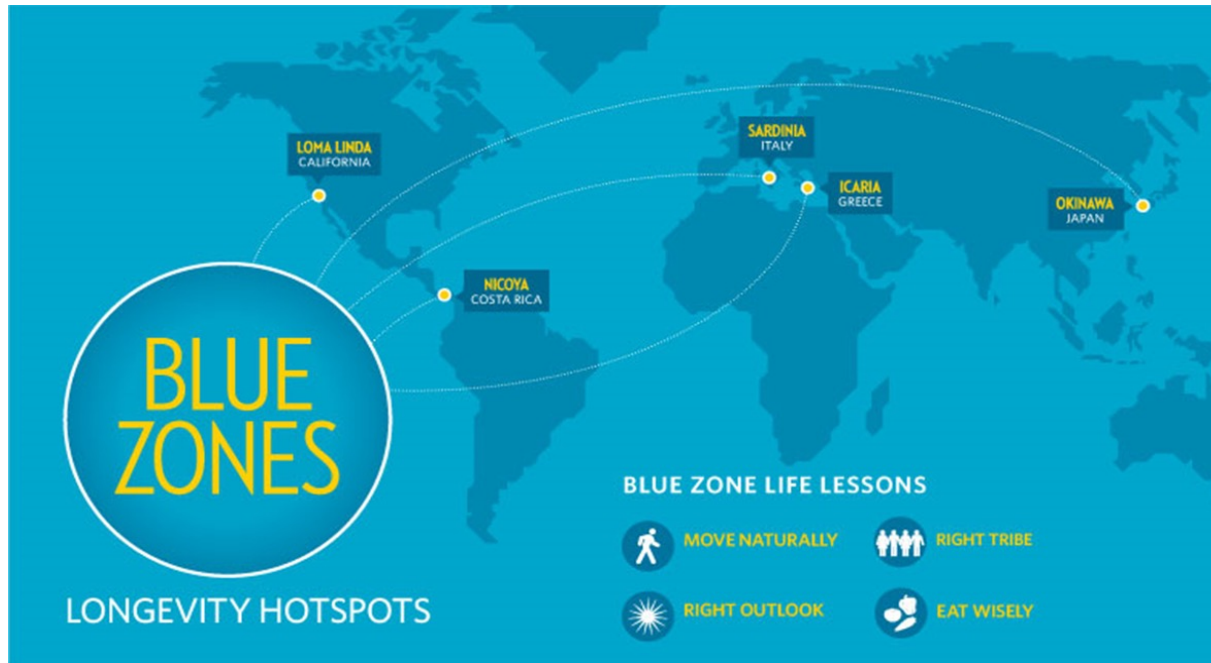 LOMA LINDA
CALIFORNIA
SARDINIA
ITALY
ICARIA
GREECE
OKINAWA
JAPAN
NICOYA
COSTA RICA
BLUE
ZONES
LONGEVITY HOTSPOTS
BLUE ZONE LIFE LESSONS
MOVE NATURALLY
RIGHT TRIBE
RIGHT OUTLOOK
EAT WISELY